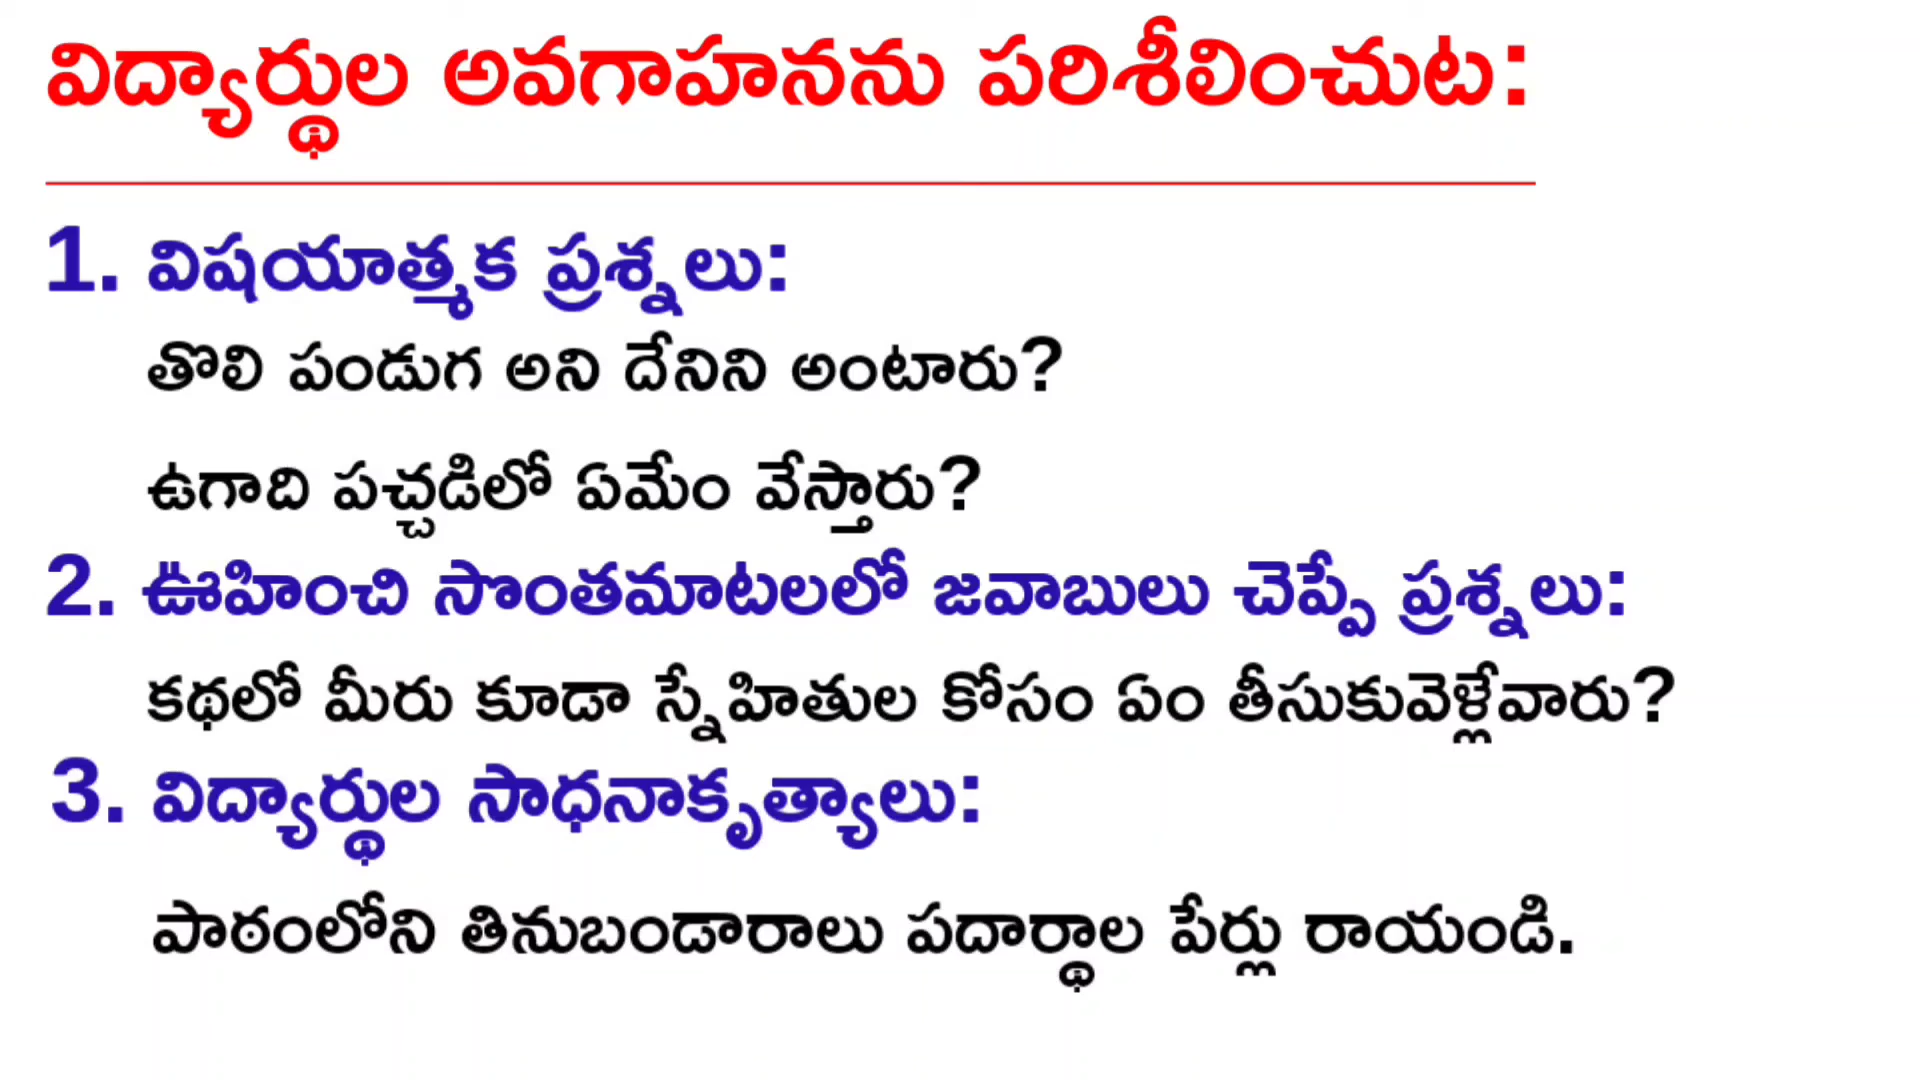 విద్యార్థుల అవగాహనను పరిశీలించుట:
1. విషయాత్మక ప్రశ్నలు:
తొలి పండుగ అని దేనిని అంటారు?
ఉగాది పచ్చడిలో ఏమేం వేస్తారు?
2. ఊహించి సొంతమాటలలో జవాబులు చెప్పే ప్రశ్నలు:
కథలో మీరు కూడా స్నేహితుల కోసం ఏం తీసుకువెళ్లేవారు?
3. విద్యార్థుల సాధనాకృత్యాలు:
పాఠంలోని తినుబండారాలు పదార్థాల పేర్లు రాయండి.